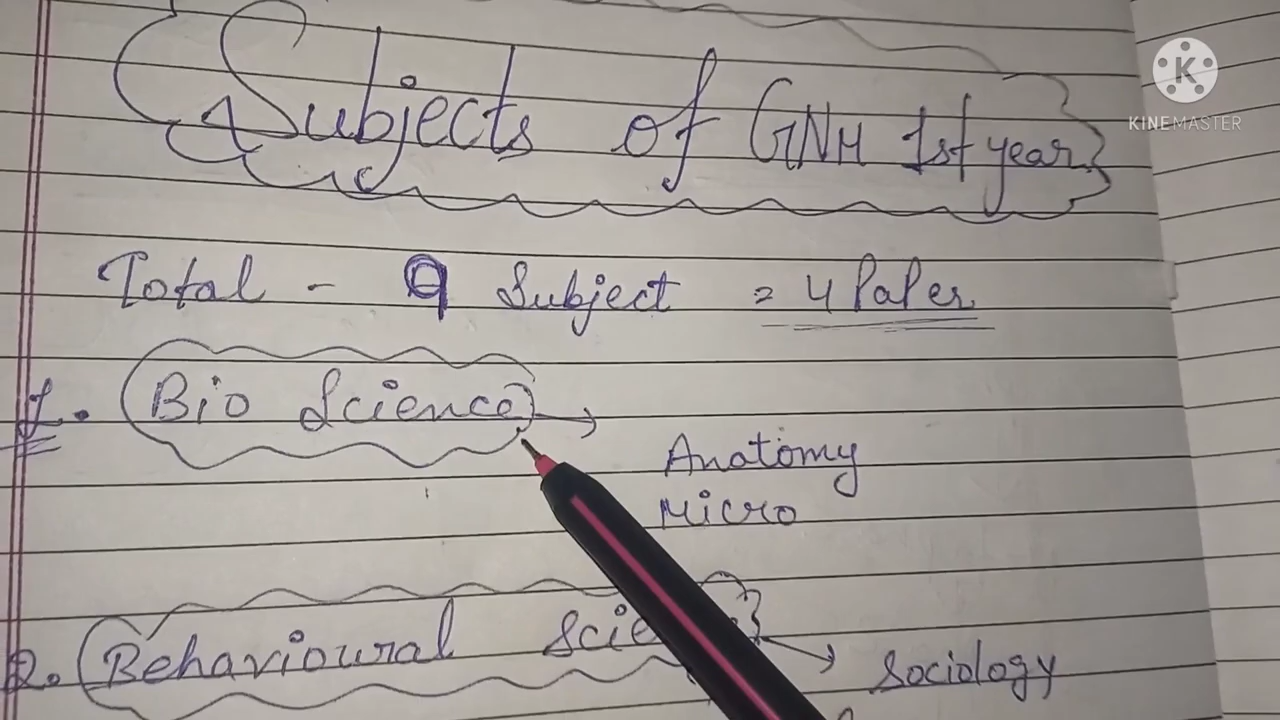 Subjects of GNM 1st year
K
KINEMASTER
Total - 9 Subject = 4 PaPer
1. Bio Science →
Anatomy
Micro
2. Behavioural →
Sociology